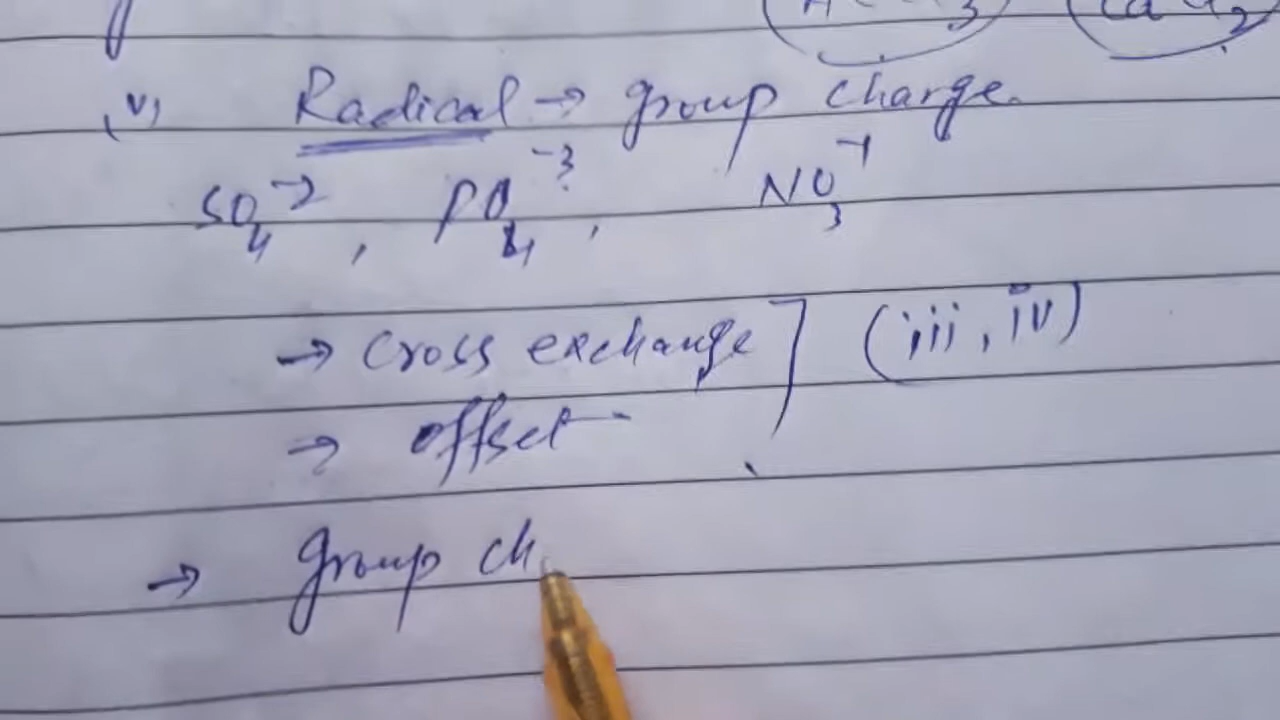 (v) Radical → group charge.
SO₄⁻², PO₄⁻³, NO₃⁻¹
→ cross exchange ] (iii, iv)
→ offset
→ group ch